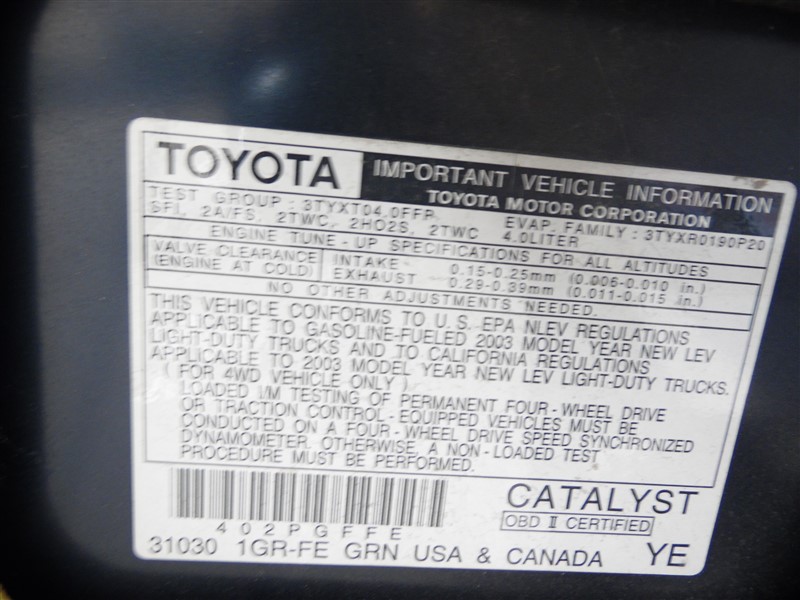 TOYOTA IMPORTANT VEHICLE INFORMATION
TOYOTA MOTOR CORPORATION
TEST GROUP : 3TYXT04.0FFP EVAP. FAMILY : 3TYXR0190P20
SFI, 2A/FS, 2TWC, 2HO2S, 2TWC 4.0LITER
ENGINE TUNE - UP SPECIFICATIONS FOR ALL ALTITUDES
VALVE CLEARANCE INTAKE 0.15-0.25mm (0.006-0.010 in.)
(ENGINE AT COLD) EXHAUST 0.29-0.39mm (0.011-0.015 in.)
NO OTHER ADJUSTMENTS NEEDED.
THIS VEHICLE CONFORMS TO U.S. EPA NLEV REGULATIONS
APPLICABLE TO GASOLINE-FUELED 2003 MODEL YEAR NEW LEV
LIGHT-DUTY TRUCKS AND TO CALIFORNIA REGULATIONS
APPLICABLE TO 2003 MODEL YEAR NEW LEV LIGHT-DUTY TRUCKS.
( FOR 4WD VEHICLE ONLY )
LOADED I/M TESTING OF PERMANENT FOUR - WHEEL DRIVE
OR TRACTION CONTROL - EQUIPPED VEHICLES MUST BE
CONDUCTED ON A FOUR - WHEEL DRIVE SPEED SYNCHRONIZED
DYNAMOMETER. OTHERWISE, A NON - LOADED TEST
PROCEDURE MUST BE PERFORMED.
CATALYST
402PGFFE OBD II CERTIFIED
31030 1GR-FE GRN USA & CANADA YE